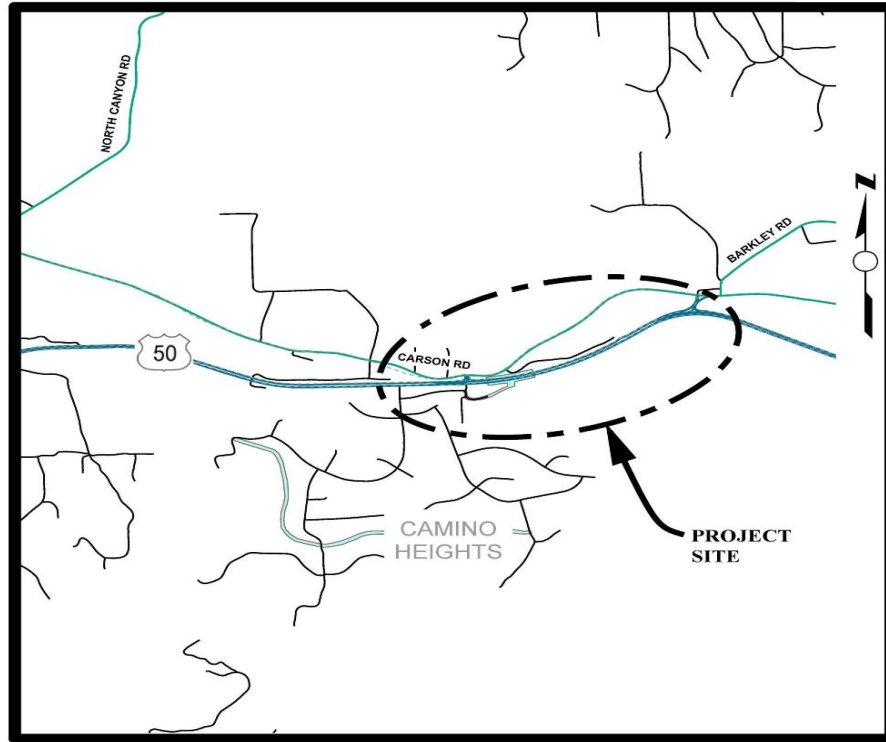 NORTH CANYON RD
BARKLEY RD
50
CARSON RD
CAMINO
HEIGHTS
PROJECT
SITE
N